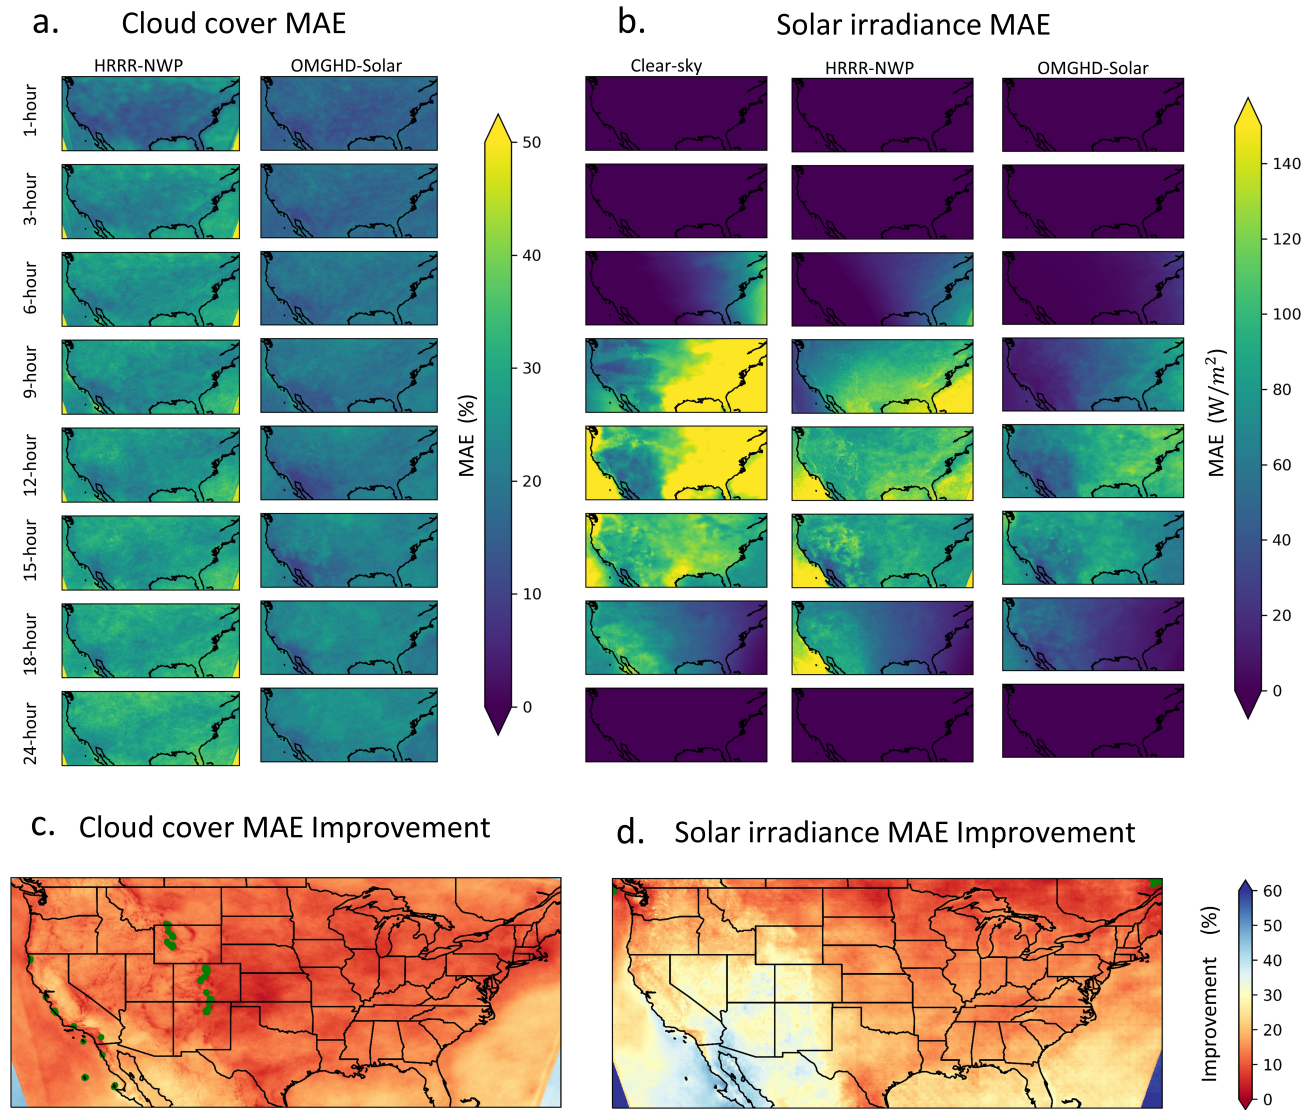 a. Cloud cover MAE
b. Solar irradiance MAE
HRRR-NWP OMGHD-Solar
Clear-sky HRRR-NWP OMGHD-Solar
1-hour
3-hour
6-hour
9-hour
12-hour
15-hour
18-hour
24-hour
50
40
30
20
10
0
MAE (%)
140
120
100
80
60
40
20
0
MAE (W/m²)
c. Cloud cover MAE Improvement
d. Solar irradiance MAE Improvement
60
50
40
30
20
10
0
Improvement (%)